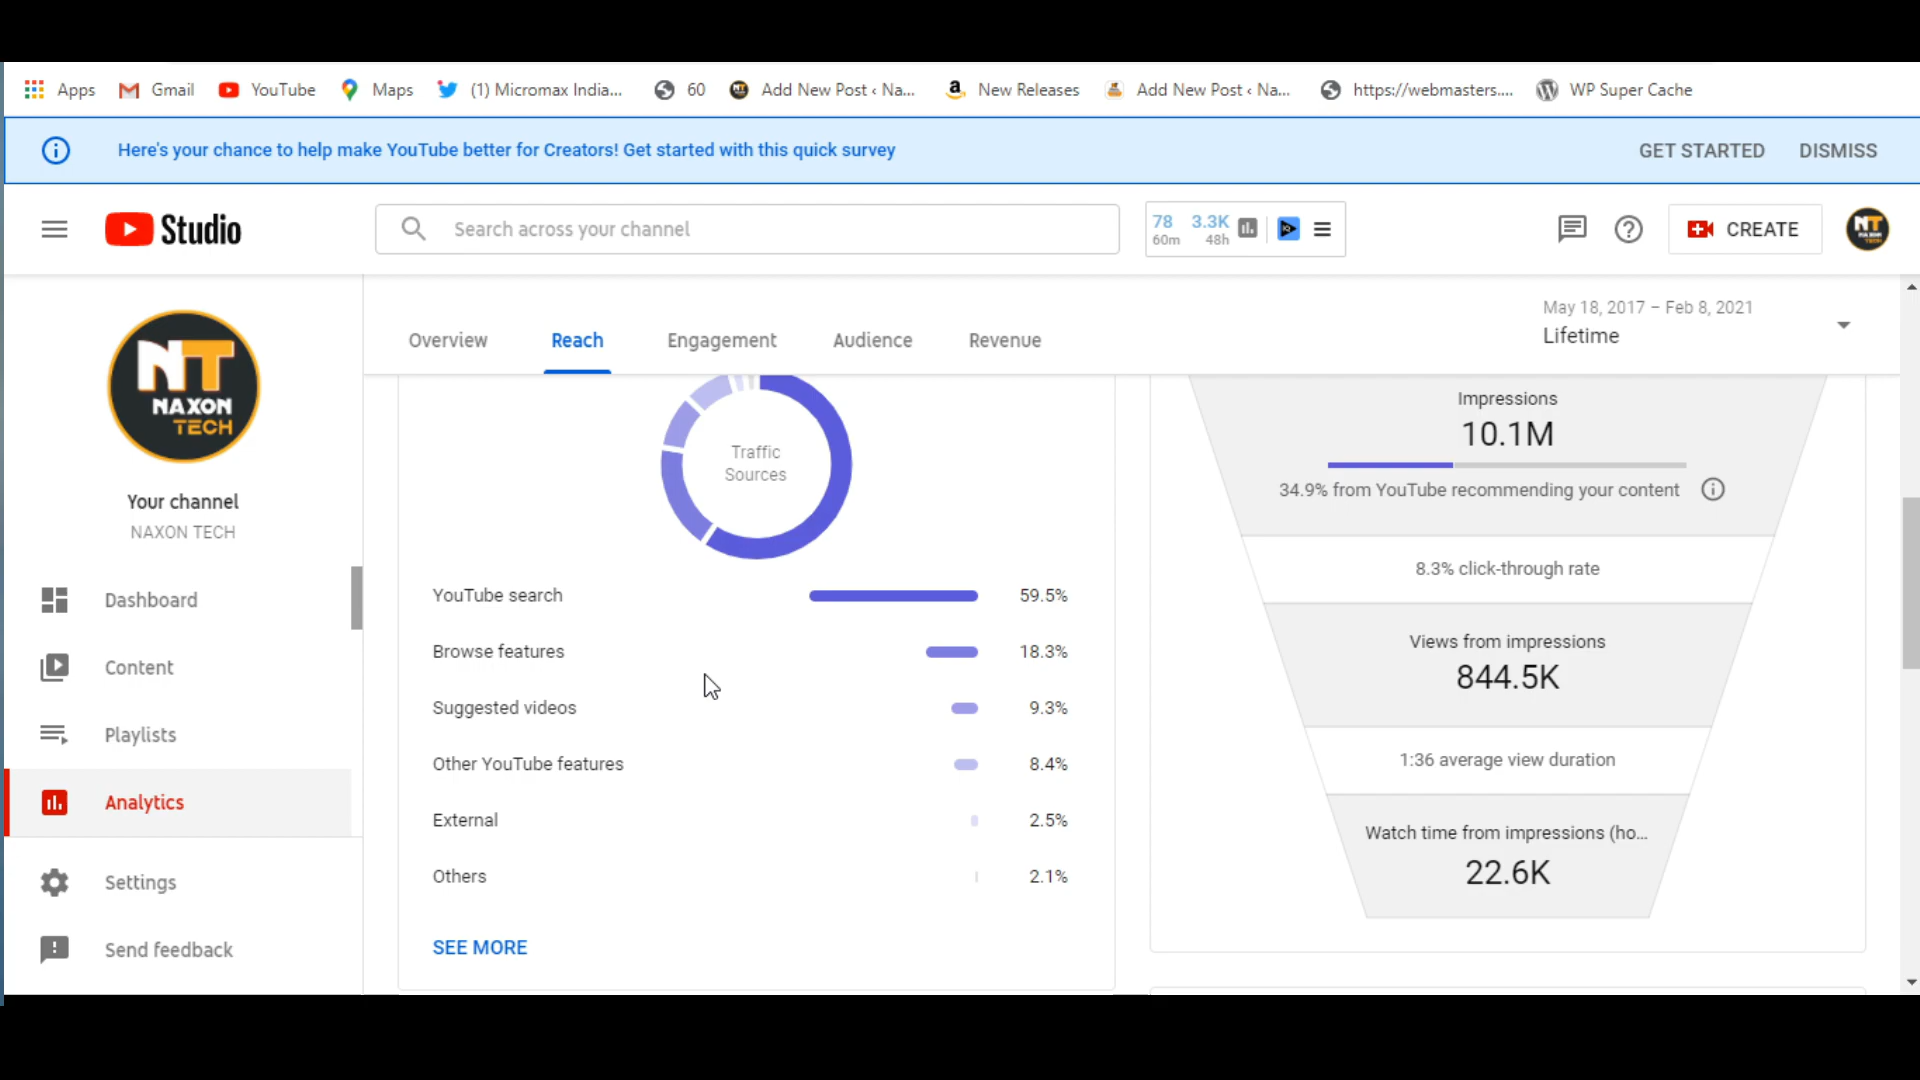 Apps Gmail YouTube Maps (1) Micromax India... 60 Add New Post ‹ Na... New Releases Add New Post ‹ Na... https://webmasters.... WP Super Cache
Here's your chance to help make YouTube better for Creators! Get started with this quick survey GET STARTED DISMISS
Studio Search across your channel 78 3.3K CREATE
60m 48h
NT
NAXON
TECH
Your channel
NAXON TECH
Dashboard
Content
Playlists
Analytics
Settings
Send feedback
Overview Reach Engagement Audience Revenue
May 18, 2017 – Feb 8, 2021
Lifetime
Traffic
Sources
YouTube search 59.5%
Browse features 18.3%
Suggested videos 9.3%
Other YouTube features 8.4%
External 2.5%
Others 2.1%
SEE MORE
Impressions
10.1M
34.9% from YouTube recommending your content
8.3% click-through rate
Views from impressions
844.5K
1:36 average view duration
Watch time from impressions (ho...
22.6K